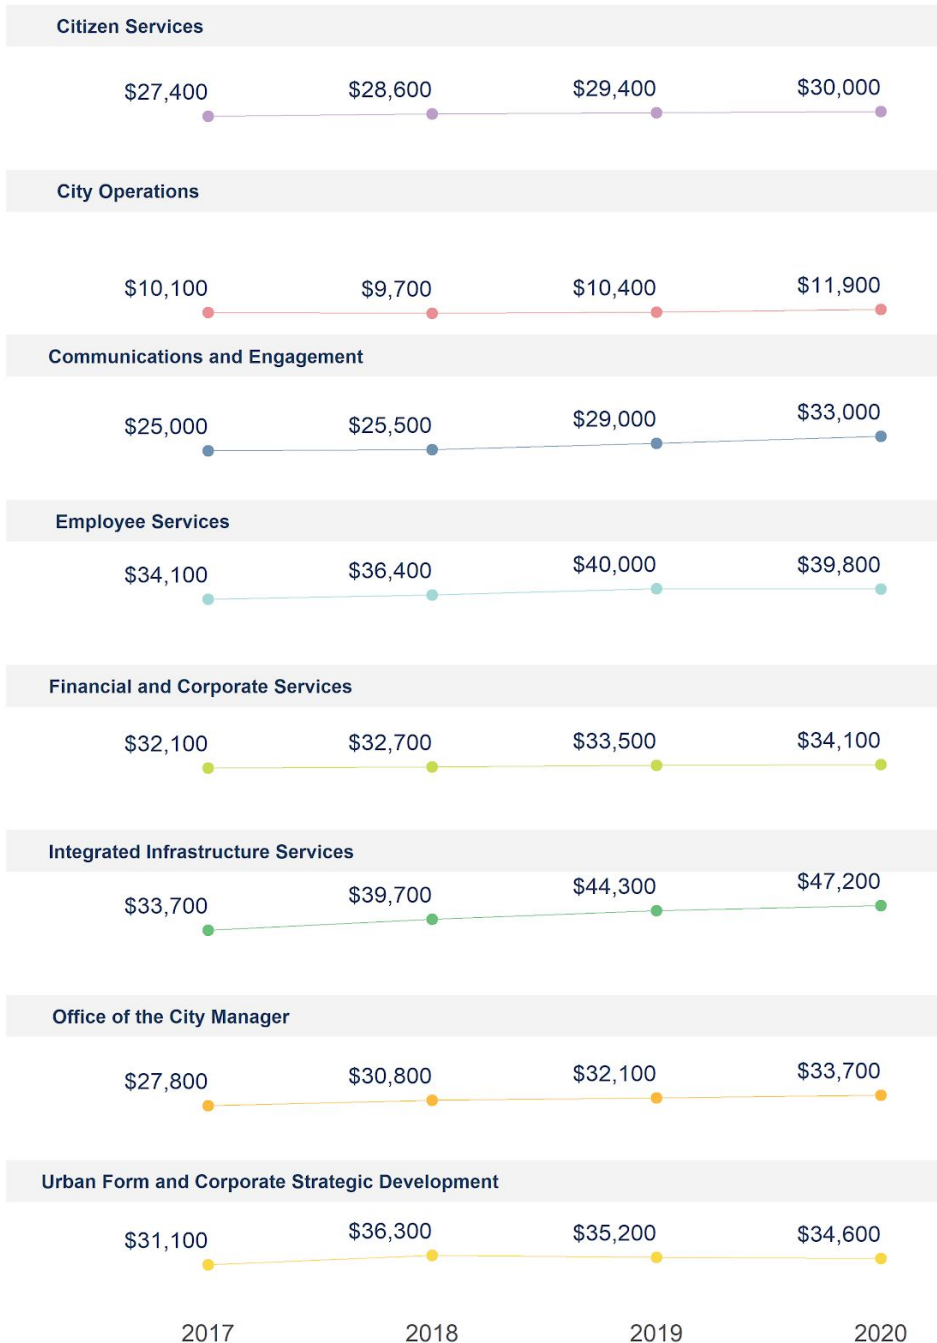 Citizen Services
$27,400 $28,600 $29,400 $30,000
City Operations
$10,100 $9,700 $10,400 $11,900
Communications and Engagement
$25,000 $25,500 $29,000 $33,000
Employee Services
$34,100 $36,400 $40,000 $39,800
Financial and Corporate Services
$32,100 $32,700 $33,500 $34,100
Integrated Infrastructure Services
$33,700 $39,700 $44,300 $47,200
Office of the City Manager
$27,800 $30,800 $32,100 $33,700
Urban Form and Corporate Strategic Development
$31,100 $36,300 $35,200 $34,600
2017 2018 2019 2020